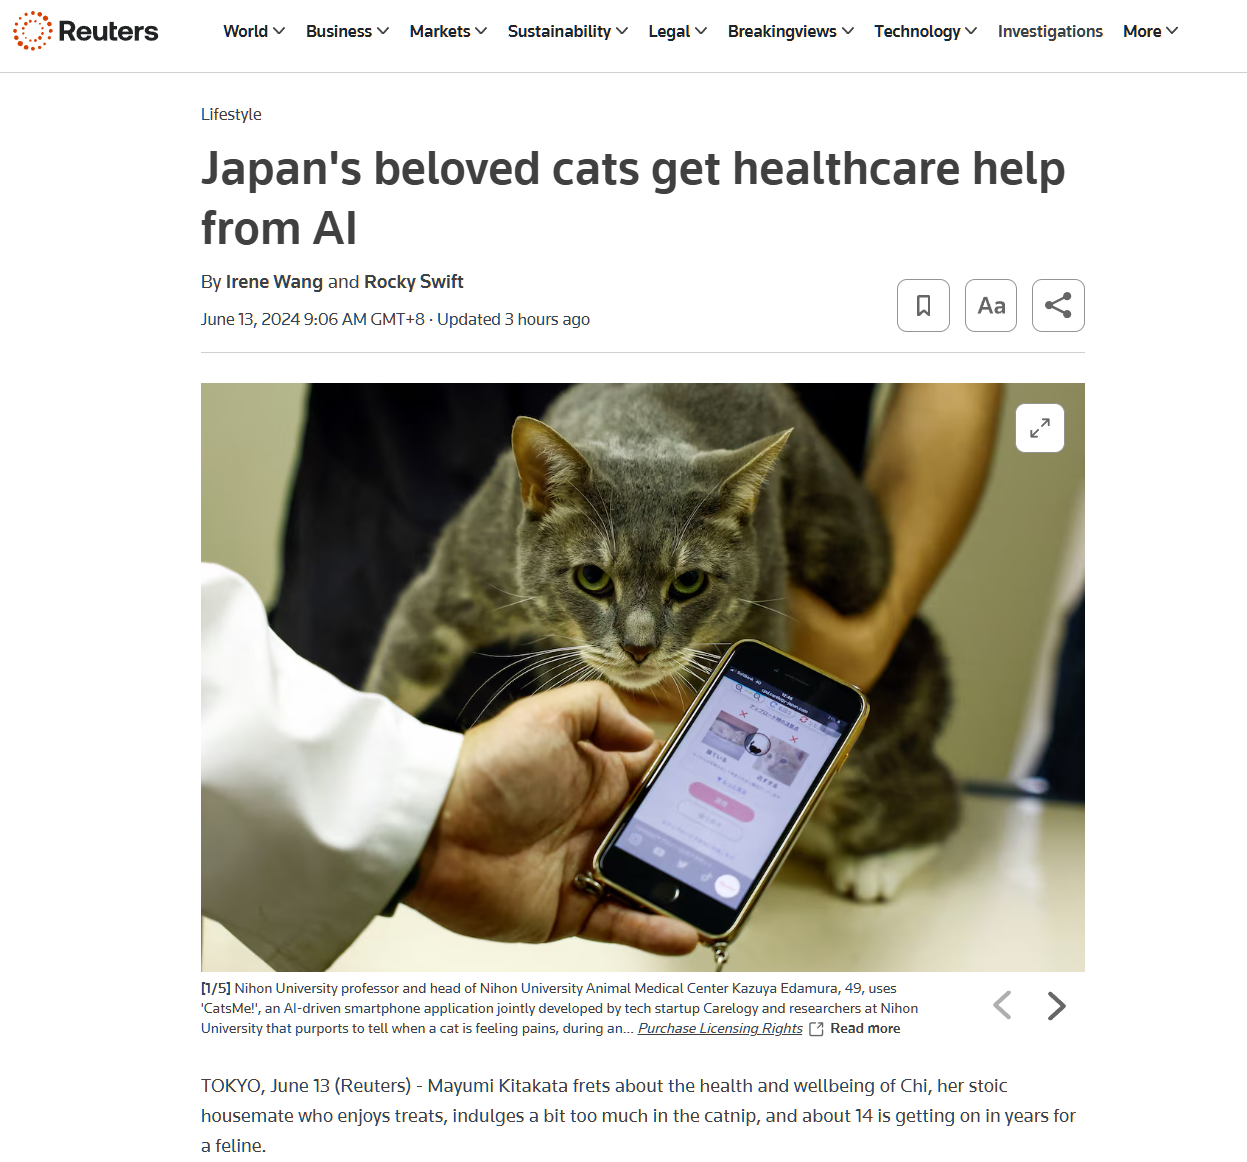 Reuters
World
Business
Markets
Sustainability
Legal
Breakingviews
Technology
Investigations
More
Lifestyle
Japan's beloved cats get healthcare help
from AI
By Irene Wang and Rocky Swift
June 13, 2024 9:06 AM GMT+8 · Updated 3 hours ago
Aa
[1/5] Nihon University professor and head of Nihon University Animal Medical Center Kazuya Edamura, 49, uses
'CatsMe!', an AI-driven smartphone application jointly developed by tech startup Carelogy and researchers at Nihon
University that purports to tell when a cat is feeling pains, during an... Purchase Licensing Rights Read more
TOKYO, June 13 (Reuters) - Mayumi Kitakata frets about the health and wellbeing of Chi, her stoic
housemate who enjoys treats, indulges a bit too much in the catnip, and about 14 is getting on in years for
a feline.